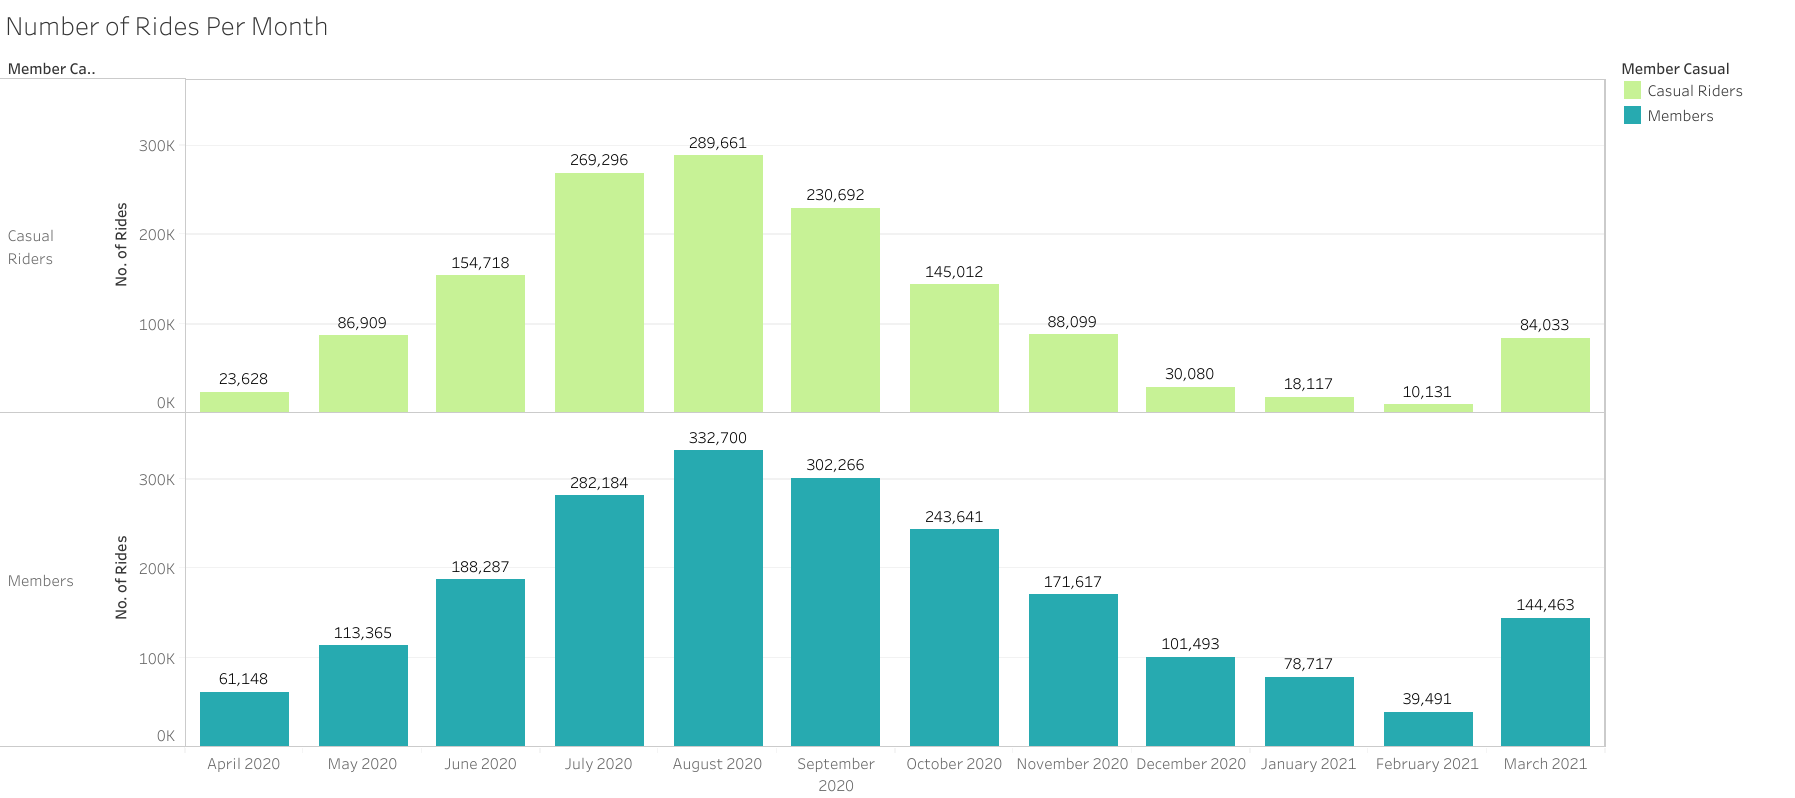 Number of Rides Per Month
Member Ca..
Member Casual
Casual Riders
Members
Casual
Riders
No. of Rides
300K
200K
100K
0K
23,628
86,909
154,718
269,296
289,661
230,692
145,012
88,099
30,080
18,117
10,131
84,033
Members
No. of Rides
300K
200K
100K
0K
61,148
113,365
188,287
282,184
332,700
302,266
243,641
171,617
101,493
78,717
39,491
144,463
April 2020
May 2020
June 2020
July 2020
August 2020
September
2020
October 2020
November 2020
December 2020
January 2021
February 2021
March 2021